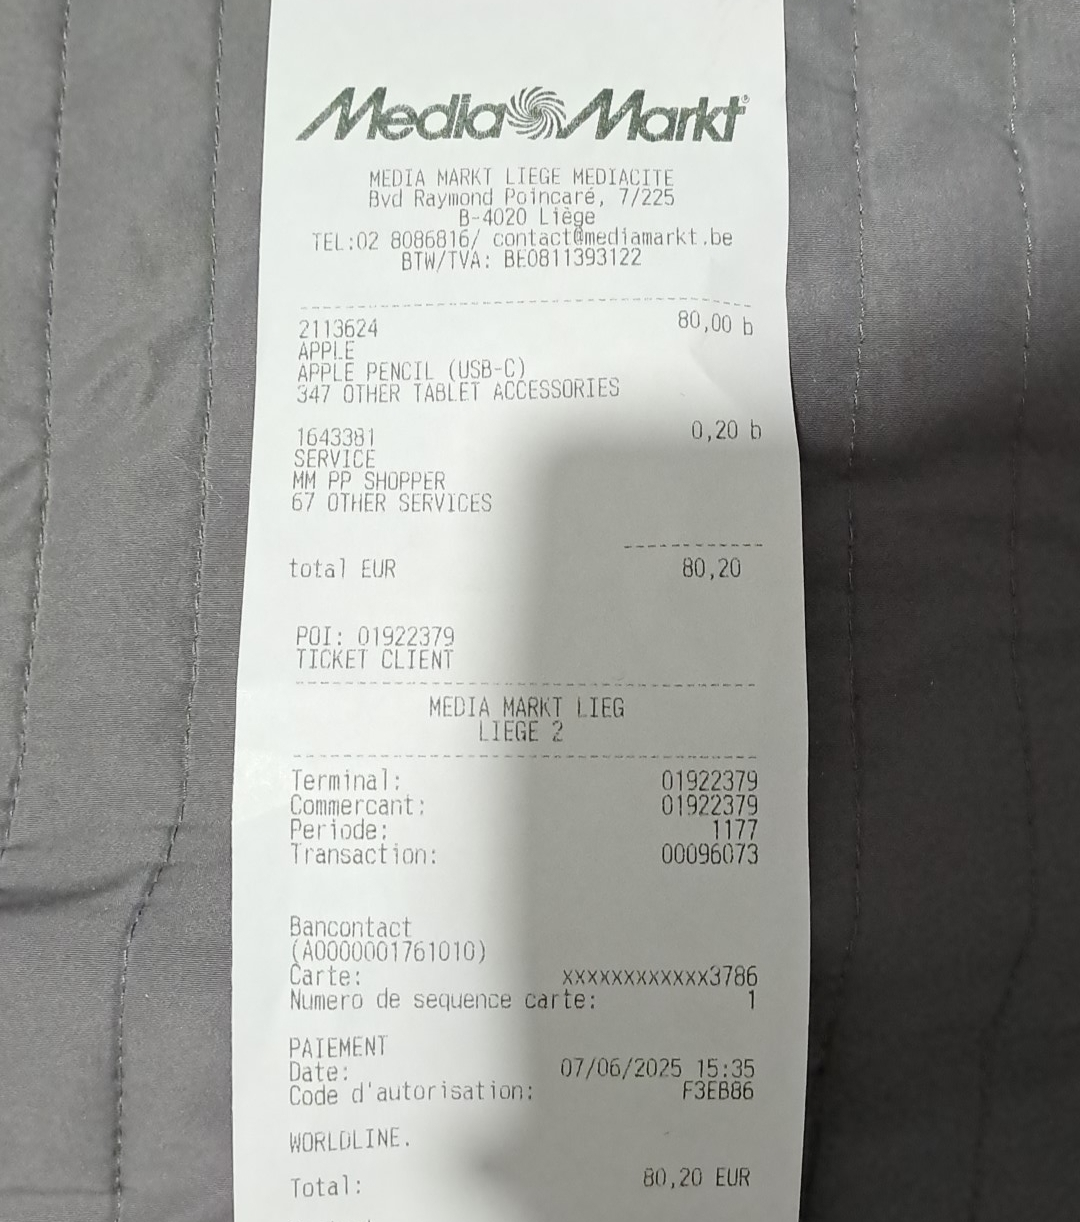 MediaMarkt
MEDIA MARKT LIEGE MEDIACITE
Bvd Raymond Poincaré, 7/225
B-4020 Liège
TEL:02 8086816/ contact@mediamarkt.be
BTW/TVA: BE0811393122
2113624 80,00 b
APPLE
APPLE PENCIL (USB-C)
347 OTHER TABLET ACCESSORIES
1643381 0,20 b
SERVICE
MM PP SHOPPER
67 OTHER SERVICES
total EUR 80,20
POI: 01922379
TICKET CLIENT
MEDIA MARKT LIEG
LIEGE 2
Terminal: 01922379
Commercant: 01922379
Periode: 1177
Transaction: 00096073
Bancontact
(A0000001761010)
Carte: xxxxxxxxxxxx3786
Numero de sequence carte: 1
PAIEMENT
Date: 07/06/2025 15:35
Code d'autorisation: F3EB86
WORLDLINE.
Total: 80,20 EUR